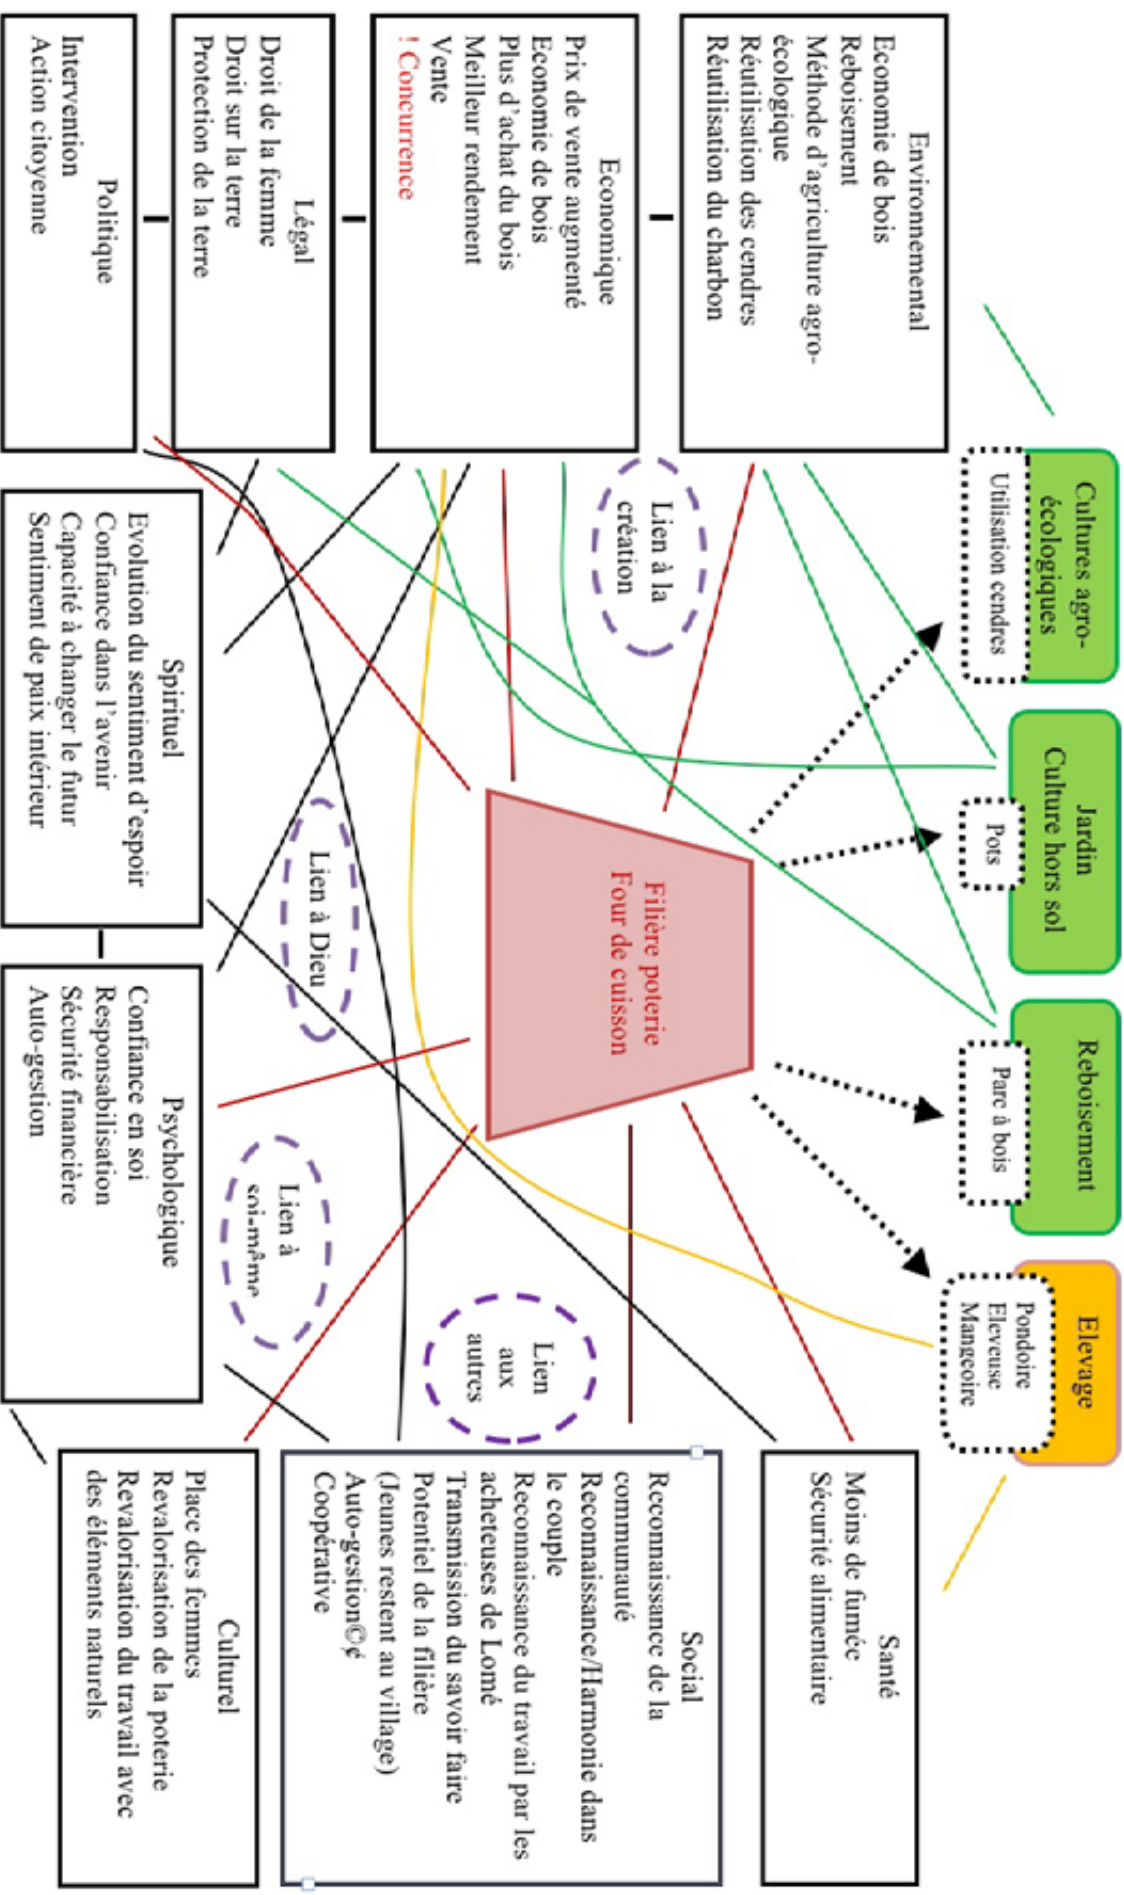 Cultures agro-
écologiques
Utilisation cendres
Jardin
Culture hors sol
Pots
Reboisement
Parc à bois
Elevage
Pondoire
Eleveuse
Mangeoire
Environnemental
Economie de bois
Reboisement
Méthode d'agriculture agro-
écologique
Réutilisation des cendres
Réutilisation du charbon
Economique
Prix de vente augmenté
Economie de bois
Plus d'achat du bois
Meilleur rendement
Vente
! Concurrence
Légal
Droit de la femme
Droit sur la terre
Protection de la terre
Politique
Intervention
Action citoyenne
Lien à la
création
Filière poterie
Four de cuisson
Lien à Dieu
Lien à
soi-même
Lien
aux
autres
Santé
Moins de fumée
Sécurité alimentaire
Social
Reconnaissance de la
communauté
Reconnaissance/Harmonie dans
le couple
Reconnaissance du travail par les
acheteuses de Lomé
Transmission du savoir faire
Potentiel de la filière
(Jeunes restent au village)
Auto-gestion©¢
Coopérative
Spirituel
Evolution du sentiment d'espoir
Confiance dans l'avenir
Capacité à changer le futur
Sentiment de paix intérieur
Psychologique
Confiance en soi
Responsabilisation
Sécurité financière
Auto-gestion
Culturel
Place des femmes
Revalorisation de la poterie
Revalorisation du travail avec
des éléments naturels